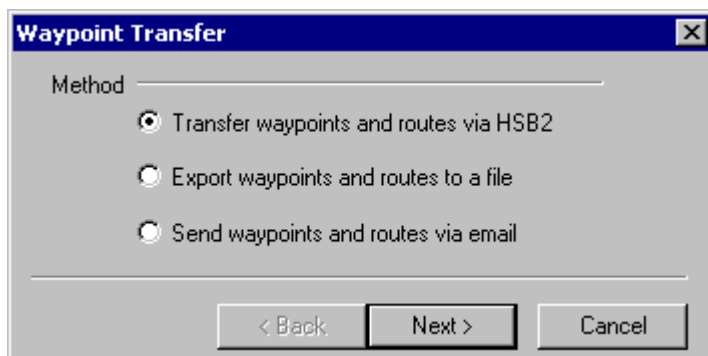 Waypoint Transfer
Method
Transfer waypoints and routes via HSB2
Export waypoints and routes to a file
Send waypoints and routes via email
< Back
Next >
Cancel